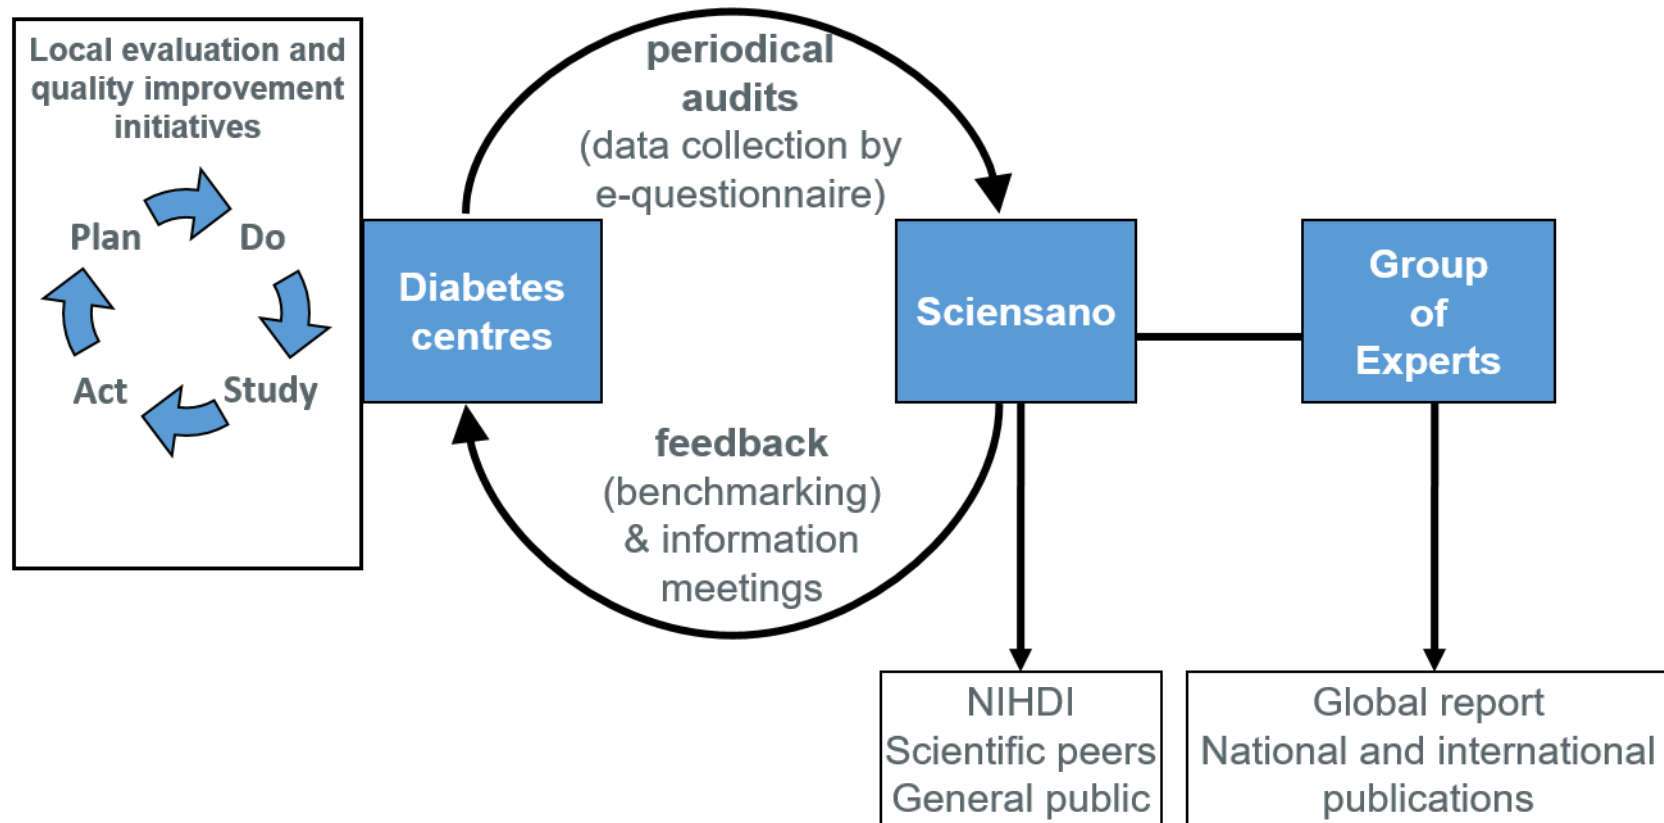 Local evaluation and
quality improvement
initiatives
Plan
Do
Study
Act
Diabetes
centres
periodical
audits
(data collection by
e-questionnaire)
Sciensano
Group
of
Experts
feedback
(benchmarking)
& information
meetings
NIHDI
Scientific peers
General public
Global report
National and international
publications